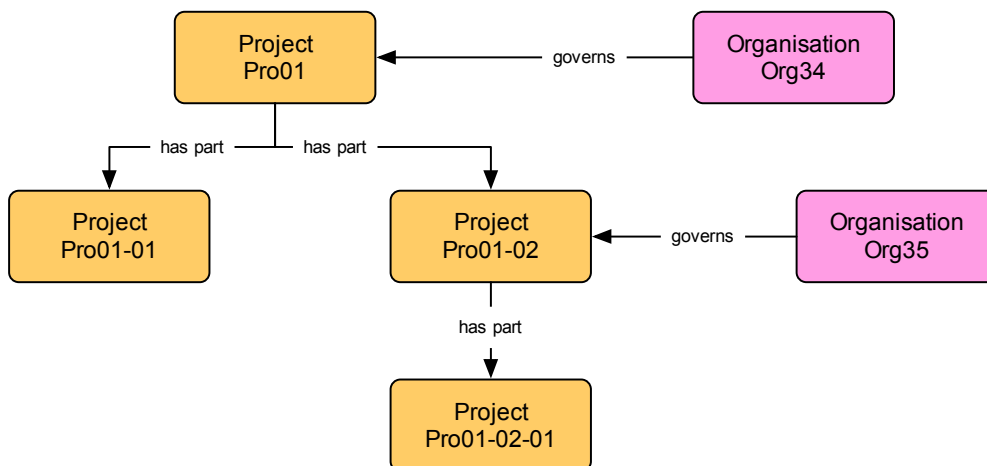 Project
Pro01
governs
Organisation
Org34
has part
has part
Project
Pro01-01
Project
Pro01-02
governs
Organisation
Org35
has part
Project
Pro01-02-01